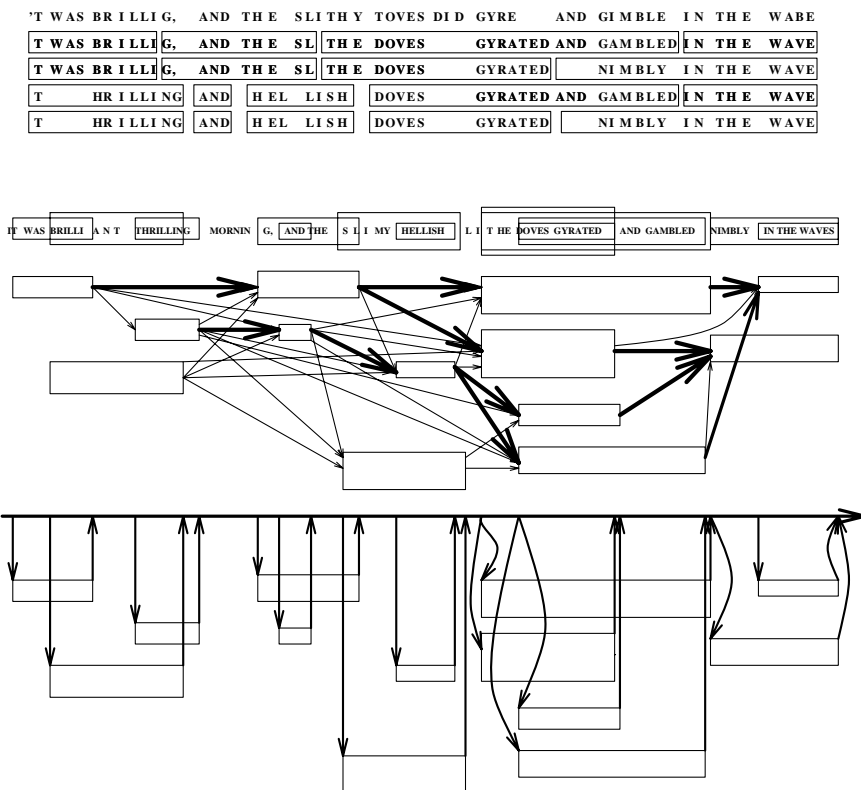 'T WAS BRILLIG, AND THE SLITHY TOVES DID GYRE AND GIMBLE IN THE WABE
T WAS BRILLIG, AND THE SL THE DOVES GYRATED AND GAMBLED IN THE WAVE
T WAS BRILLIG, AND THE SL THE DOVES GYRATED NIMBLY IN THE WAVE
T HRILLING AND HEL LISH DOVES GYRATED AND GAMBLED IN THE WAVE
T HRILLING AND HEL LISH DOVES GYRATED NIMBLY IN THE WAVE
IT WAS BRILLI ANT THRILLING MORNIN G, AND THE SLIMY HELLISH LITHE DOVES GYRATED AND GAMBLED NIMBLY IN THE WAVES